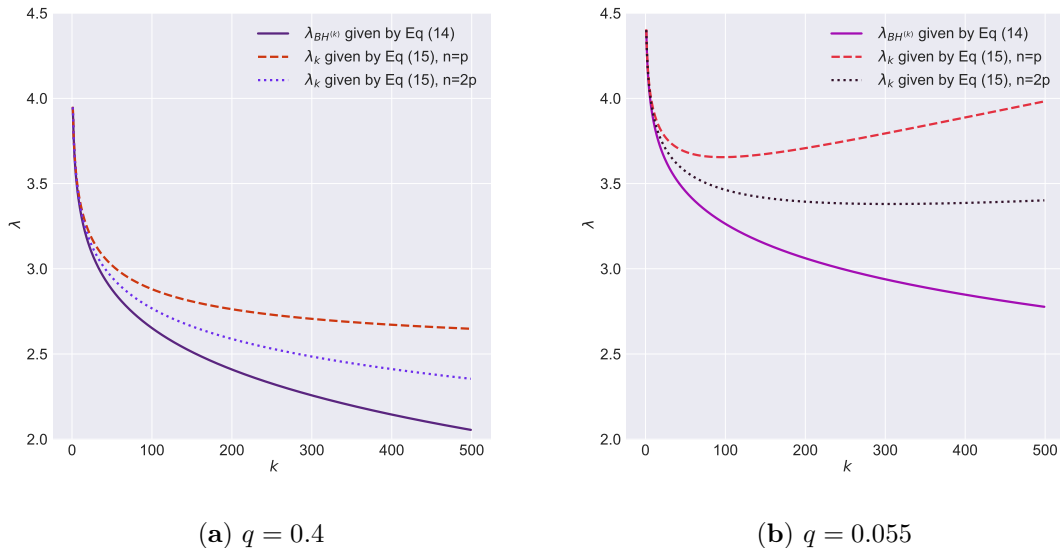 4.5
4.0
3.5
3.0
2.5
2.0
λ
0 100 200 300 400 500
k
λ_{BH^{(k)}} given by Eq (14)
λ_k given by Eq (15), n=p
λ_k given by Eq (15), n=2p
(a) q = 0.4
4.5
4.0
3.5
3.0
2.5
2.0
λ
0 100 200 300 400 500
k
λ_{BH^{(k)}} given by Eq (14)
λ_k given by Eq (15), n=p
λ_k given by Eq (15), n=2p
(b) q = 0.055